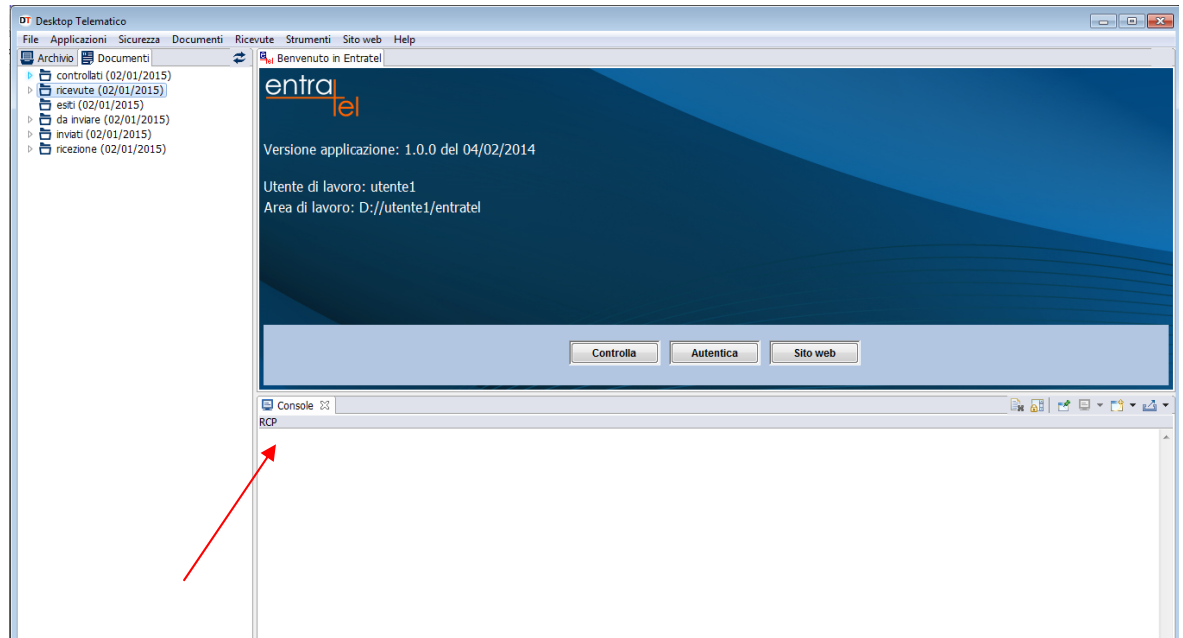 DT Desktop Telematico
File Applicazioni Sicurezza Documenti Ricevute Strumenti Sito web Help
Archivio Documenti
controllati (02/01/2015)
ricevute (02/01/2015)
esiti (02/01/2015)
da inviare (02/01/2015)
inviati (02/01/2015)
ricezione (02/01/2015)
Benvenuto in Entratel
entra
tel
Versione applicazione: 1.0.0 del 04/02/2014
Utente di lavoro: utente1
Area di lavoro: D://utente1/entratel
Controlla Autentica Sito web
Console
RCP